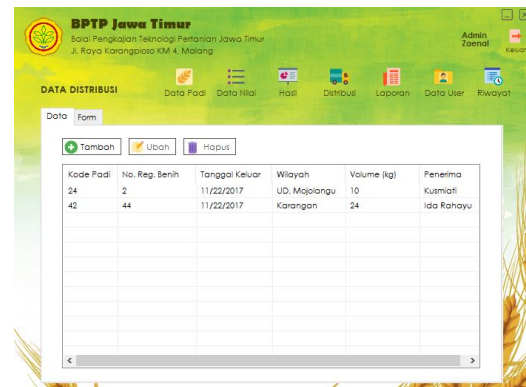 BPTP Jawa Timur
Balai Pengkajian Teknologi Pertanian Jawa Timur
Jl. Raya Karangploso KM 4, Malang
Admin
Zaenal
Keluar
DATA DISTRIBUSI
Data Padi Data Nilai Hasil Distribusi Laporan Data User Riwayat
Data Form
Tambah Ubah Hapus
Kode Padi No. Reg. Benih Tanggal Keluar Wilayah Volume (kg) Penerima
24 2 11/22/2017 UD. Mojolangu 10 Kusmiati
42 44 11/22/2017 Karangan 24 Ida Rahayu